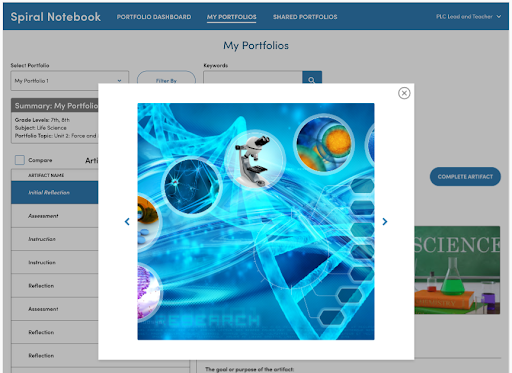 Spiral Notebook PORTFOLIO DASHBOARD MY PORTFOLIOS SHARED PORTFOLIOS PLC Lead and Teacher
My Portfolios
Select Portfolio Keywords
My Portfolio 1 Filter By
Summary: My Portfolio
Grade Levels: 7th, 8th
Subject: Life Science
Portfolio Topic: Unit 2: Force and
Compare
ARTIFACT NAME
Initial Reflection
COMPLETE ARTIFACT
Assessment
Instruction
SCIENCE
Instruction
Reflection
Assessment
RESEARCH
Reflection
Reflection
The goal or purpose of the artifact: